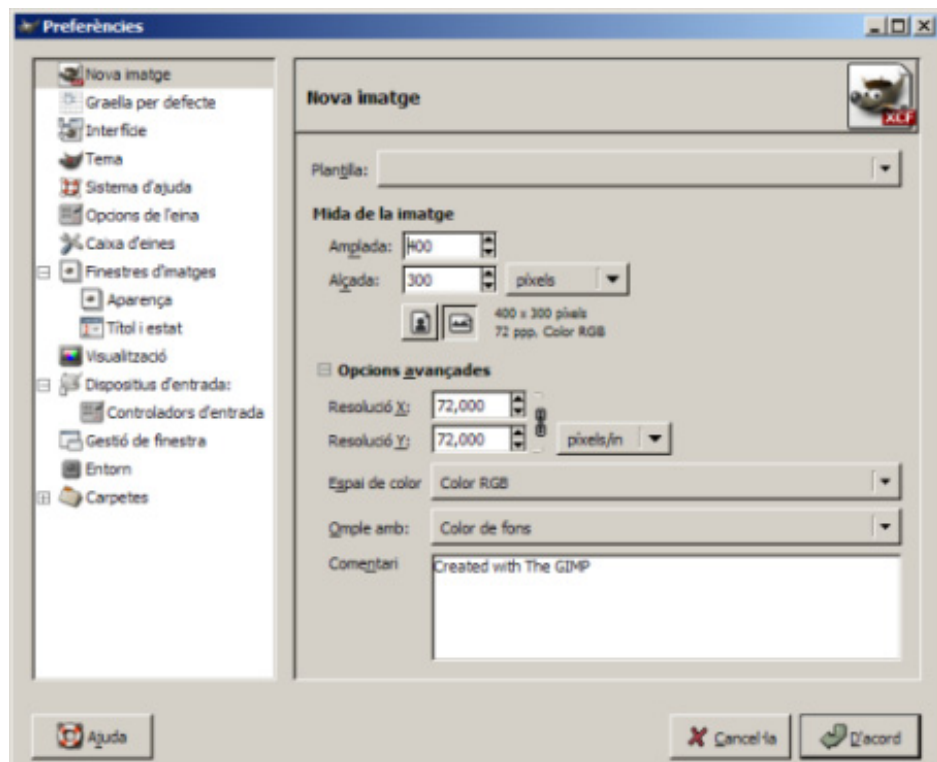 Preferències
Nova imatge
Graella per defecte
Interfície
Tema
Sistema d'ajuda
Opcions de l'eina
Caixa d'eines
Finestres d'imatges
Aparença
Títol i estat
Visualització
Dispositius d'entrada:
Controladors d'entrada
Gestió de finestra
Entorn
Carpetes
Nova imatge
XCF
Plantilla:
Mida de la imatge
Amplada: 400
Alçada: 300 píxels
400 x 300 píxels
72 ppp, Color RGB
Opcions avançades
Resolució X: 72,000
Resolució Y: 72,000 píxels/in
Espai de color Color RGB
Omple amb: Color de fons
Comentari Created with The GIMP
Ajuda Cancel·la D'acord